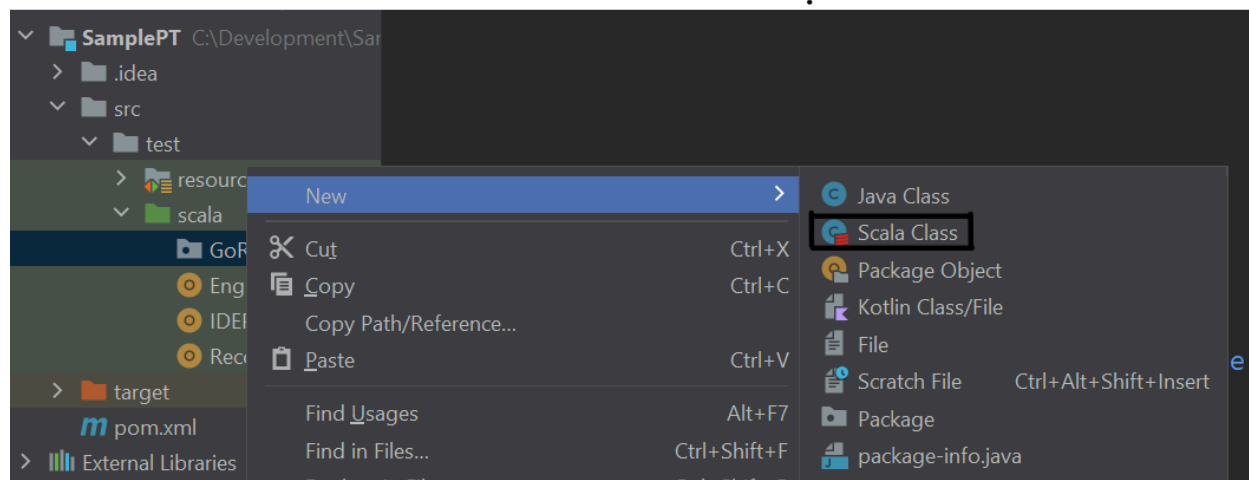 SamplePT C:\Development\Sar
.idea
src
test
resourc
scala
GoR
Eng
IDE
Reco
target
pom.xml
External Libraries
New
Cut Ctrl+X
Copy Ctrl+C
Copy Path/Reference...
Paste Ctrl+V
Find Usages Alt+F7
Find in Files... Ctrl+Shift+F
Java Class
Scala Class
Package Object
Kotlin Class/File
File
Scratch File Ctrl+Alt+Shift+Insert
Package
package-info.java
e